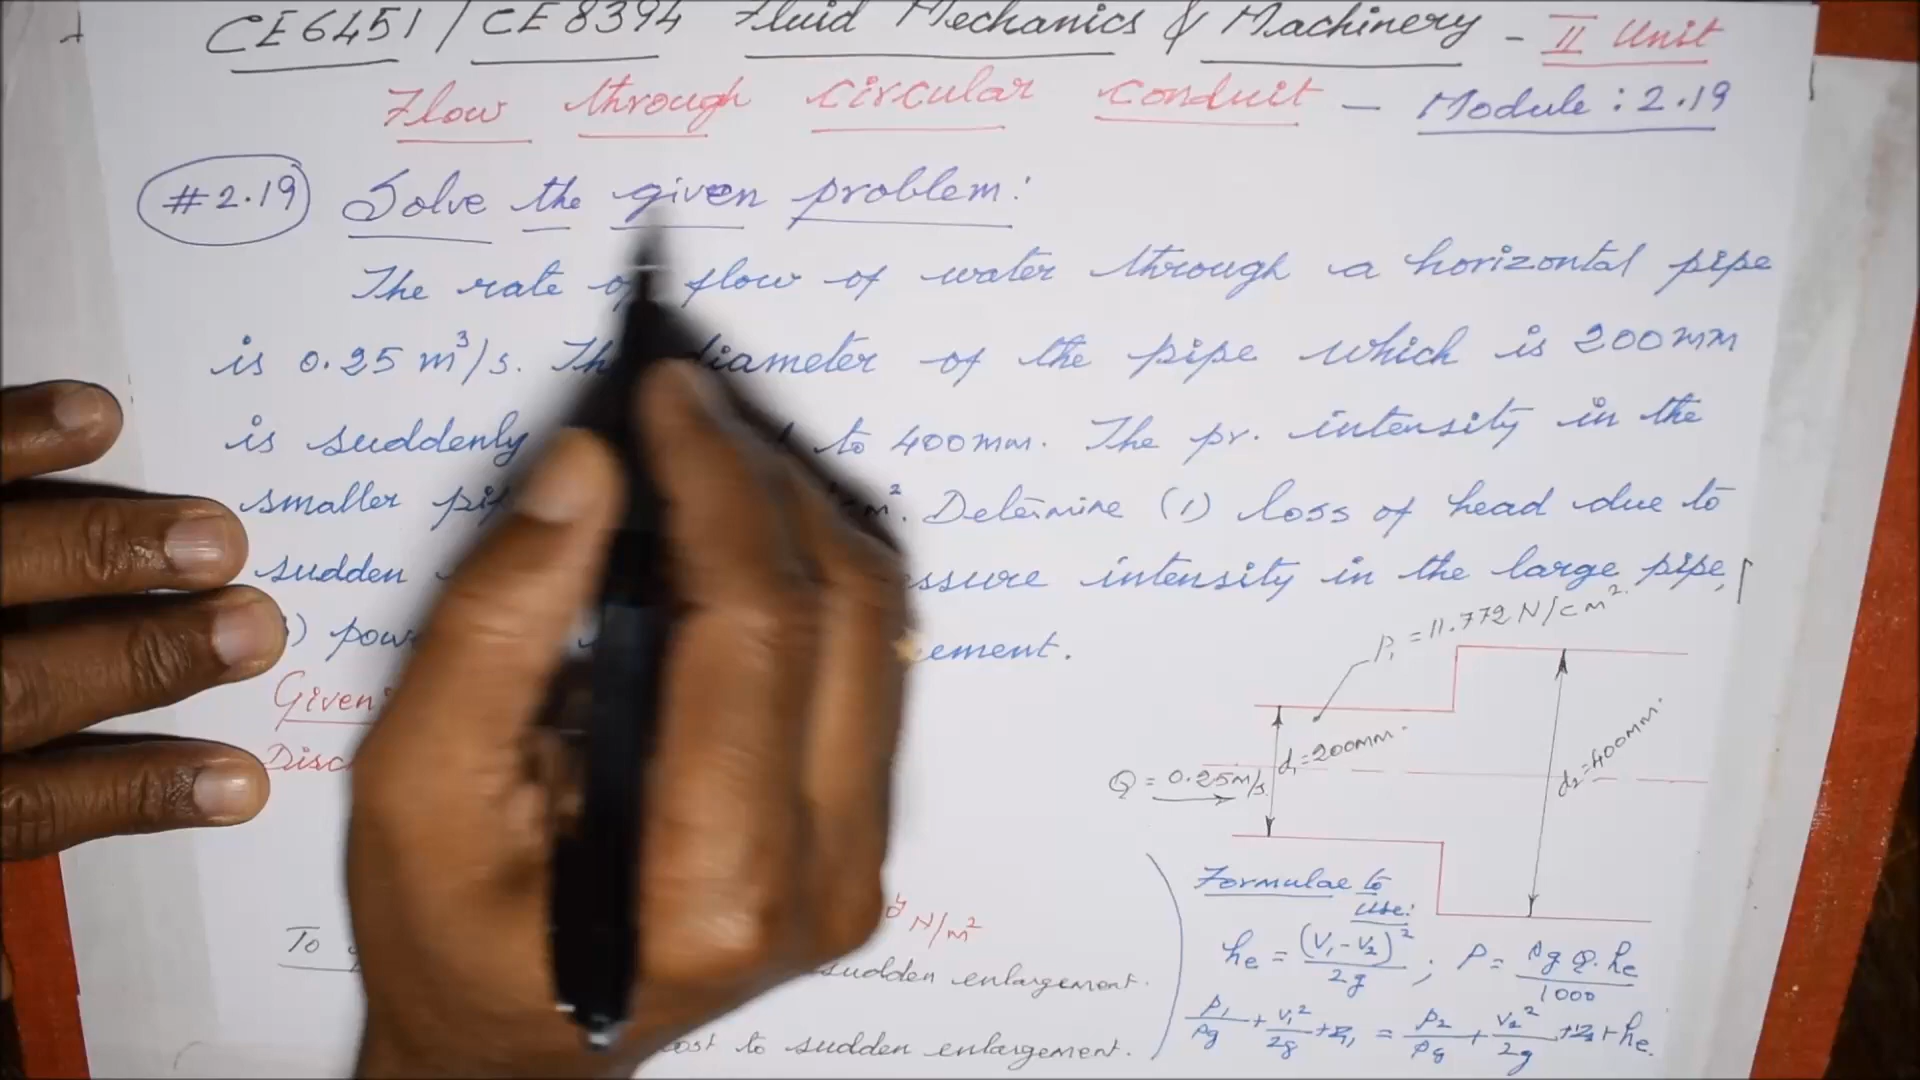 CE6451 / CE8394 Fluid Mechanics & Machinery - II Unit
Flow through Circular Conduit - Module: 2.19
#2.19 Solve the given problem:
The rate of flow of water through a horizontal pipe
is 0.25 m³/s. The diameter of the pipe which is 200mm
is suddenly to 400mm. The pr. intensity in the
smaller m². Determine (1) loss of head due to
sudden intensity in the large pipe,
) ement.
P₁ = 11.772 N/cm².
Given
d₁=200mm.
d₂=400mm.
Q = 0.25m/s
Formulae to
use:
N/m²
To
sudden enlargement.
to sudden enlargement.
he = (V₁-V₂)²/2g ; P = ρg Q.he/1000
P₁/ρg + V₁²/2g + Z₁ = P₂/ρg + V₂²/2g + Z₂ + he.